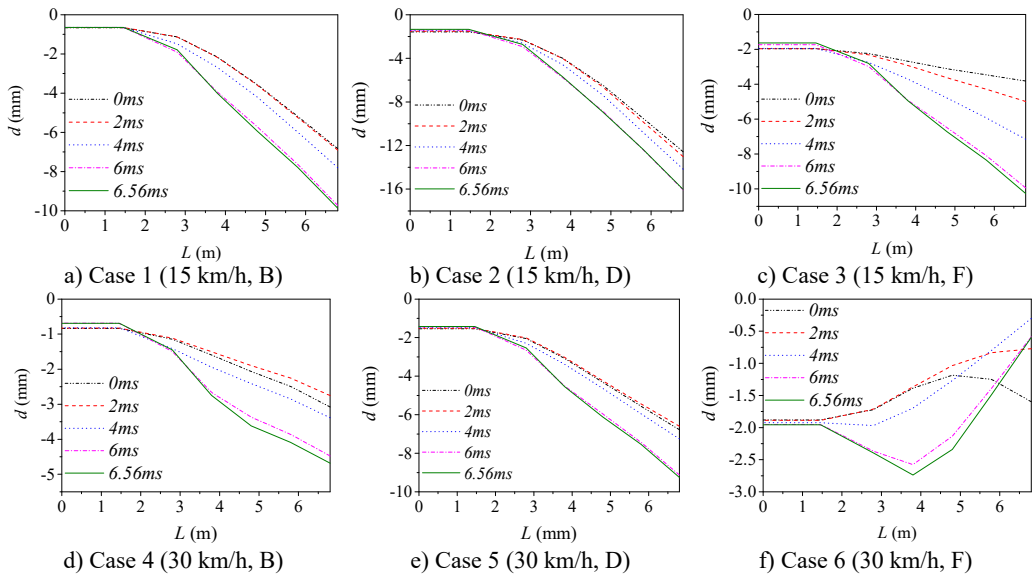 0
-2
-4
-6
-8
-10
d (mm)
0ms
2ms
4ms
6ms
6.56ms
0 1 2 3 4 5 6
L (m)
a) Case 1 (15 km/h, B)
0
-4
-8
-12
-16
d (mm)
0ms
2ms
4ms
6ms
6.56ms
0 1 2 3 4 5 6
L (m)
b) Case 2 (15 km/h, D)
0
-2
-4
-6
-8
-10
d (mm)
0ms
2ms
4ms
6ms
6.56ms
0 1 2 3 4 5 6
L (m)
c) Case 3 (15 km/h, F)
0
-1
-2
-3
-4
-5
d (mm)
0ms
2ms
4ms
6ms
6.56ms
0 1 2 3 4 5 6
L (m)
d) Case 4 (30 km/h, B)
0
-2
-4
-6
-8
-10
d (mm)
0ms
2ms
4ms
6ms
6.56ms
0 1 2 3 4 5 6
L (mm)
e) Case 5 (30 km/h, D)
0.0
-0.5
-1.0
-1.5
-2.0
-2.5
-3.0
d (mm)
0ms
2ms
4ms
6ms
6.56ms
0 1 2 3 4 5 6
L (m)
f) Case 6 (30 km/h, F)